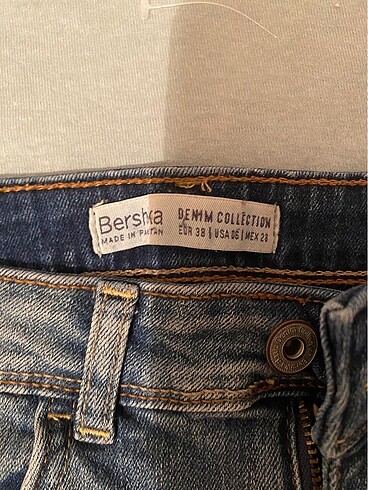 Bershka
MADE IN PAKISTAN
DENIM COLLECTION
EUR 38 | USA 06 | MEX 28